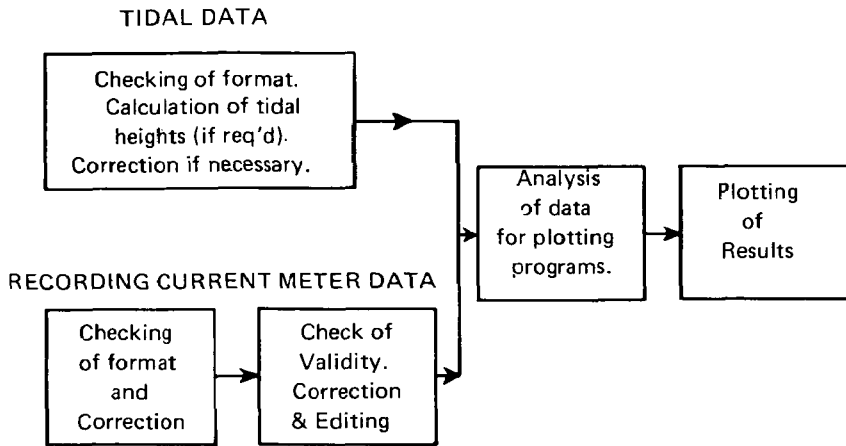 TIDAL DATA
Checking of format.
Calculation of tidal
heights (if req'd).
Correction if necessary.
RECORDING CURRENT METER DATA
Checking
of format
and
Correction
Check of
Validity.
Correction
& Editing
Analysis
of data
for plotting
programs.
Plotting
of
Results